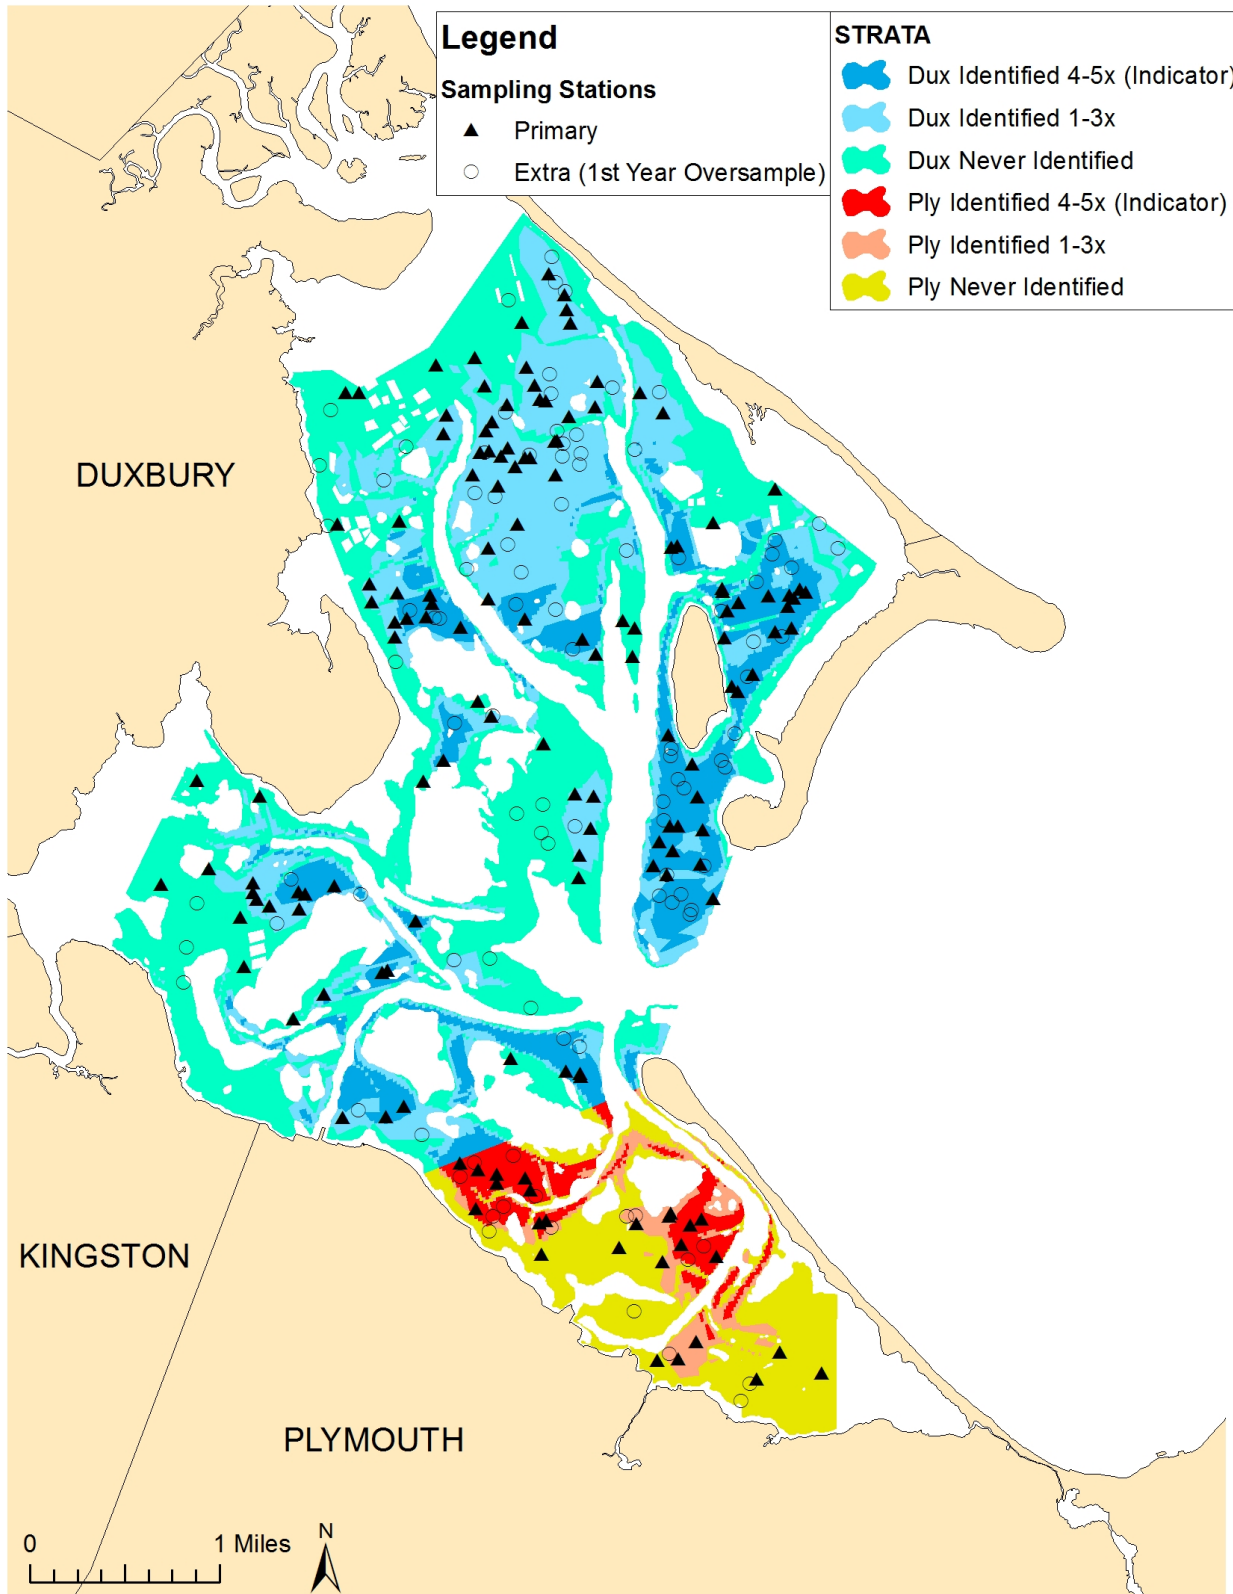 Legend
Sampling Stations
Primary
Extra (1st Year Oversample)
STRATA
Dux Identified 4-5x (Indicator)
Dux Identified 1-3x
Dux Never Identified
Ply Identified 4-5x (Indicator)
Ply Identified 1-3x
Ply Never Identified
DUXBURY
KINGSTON
PLYMOUTH
0 1 Miles
N